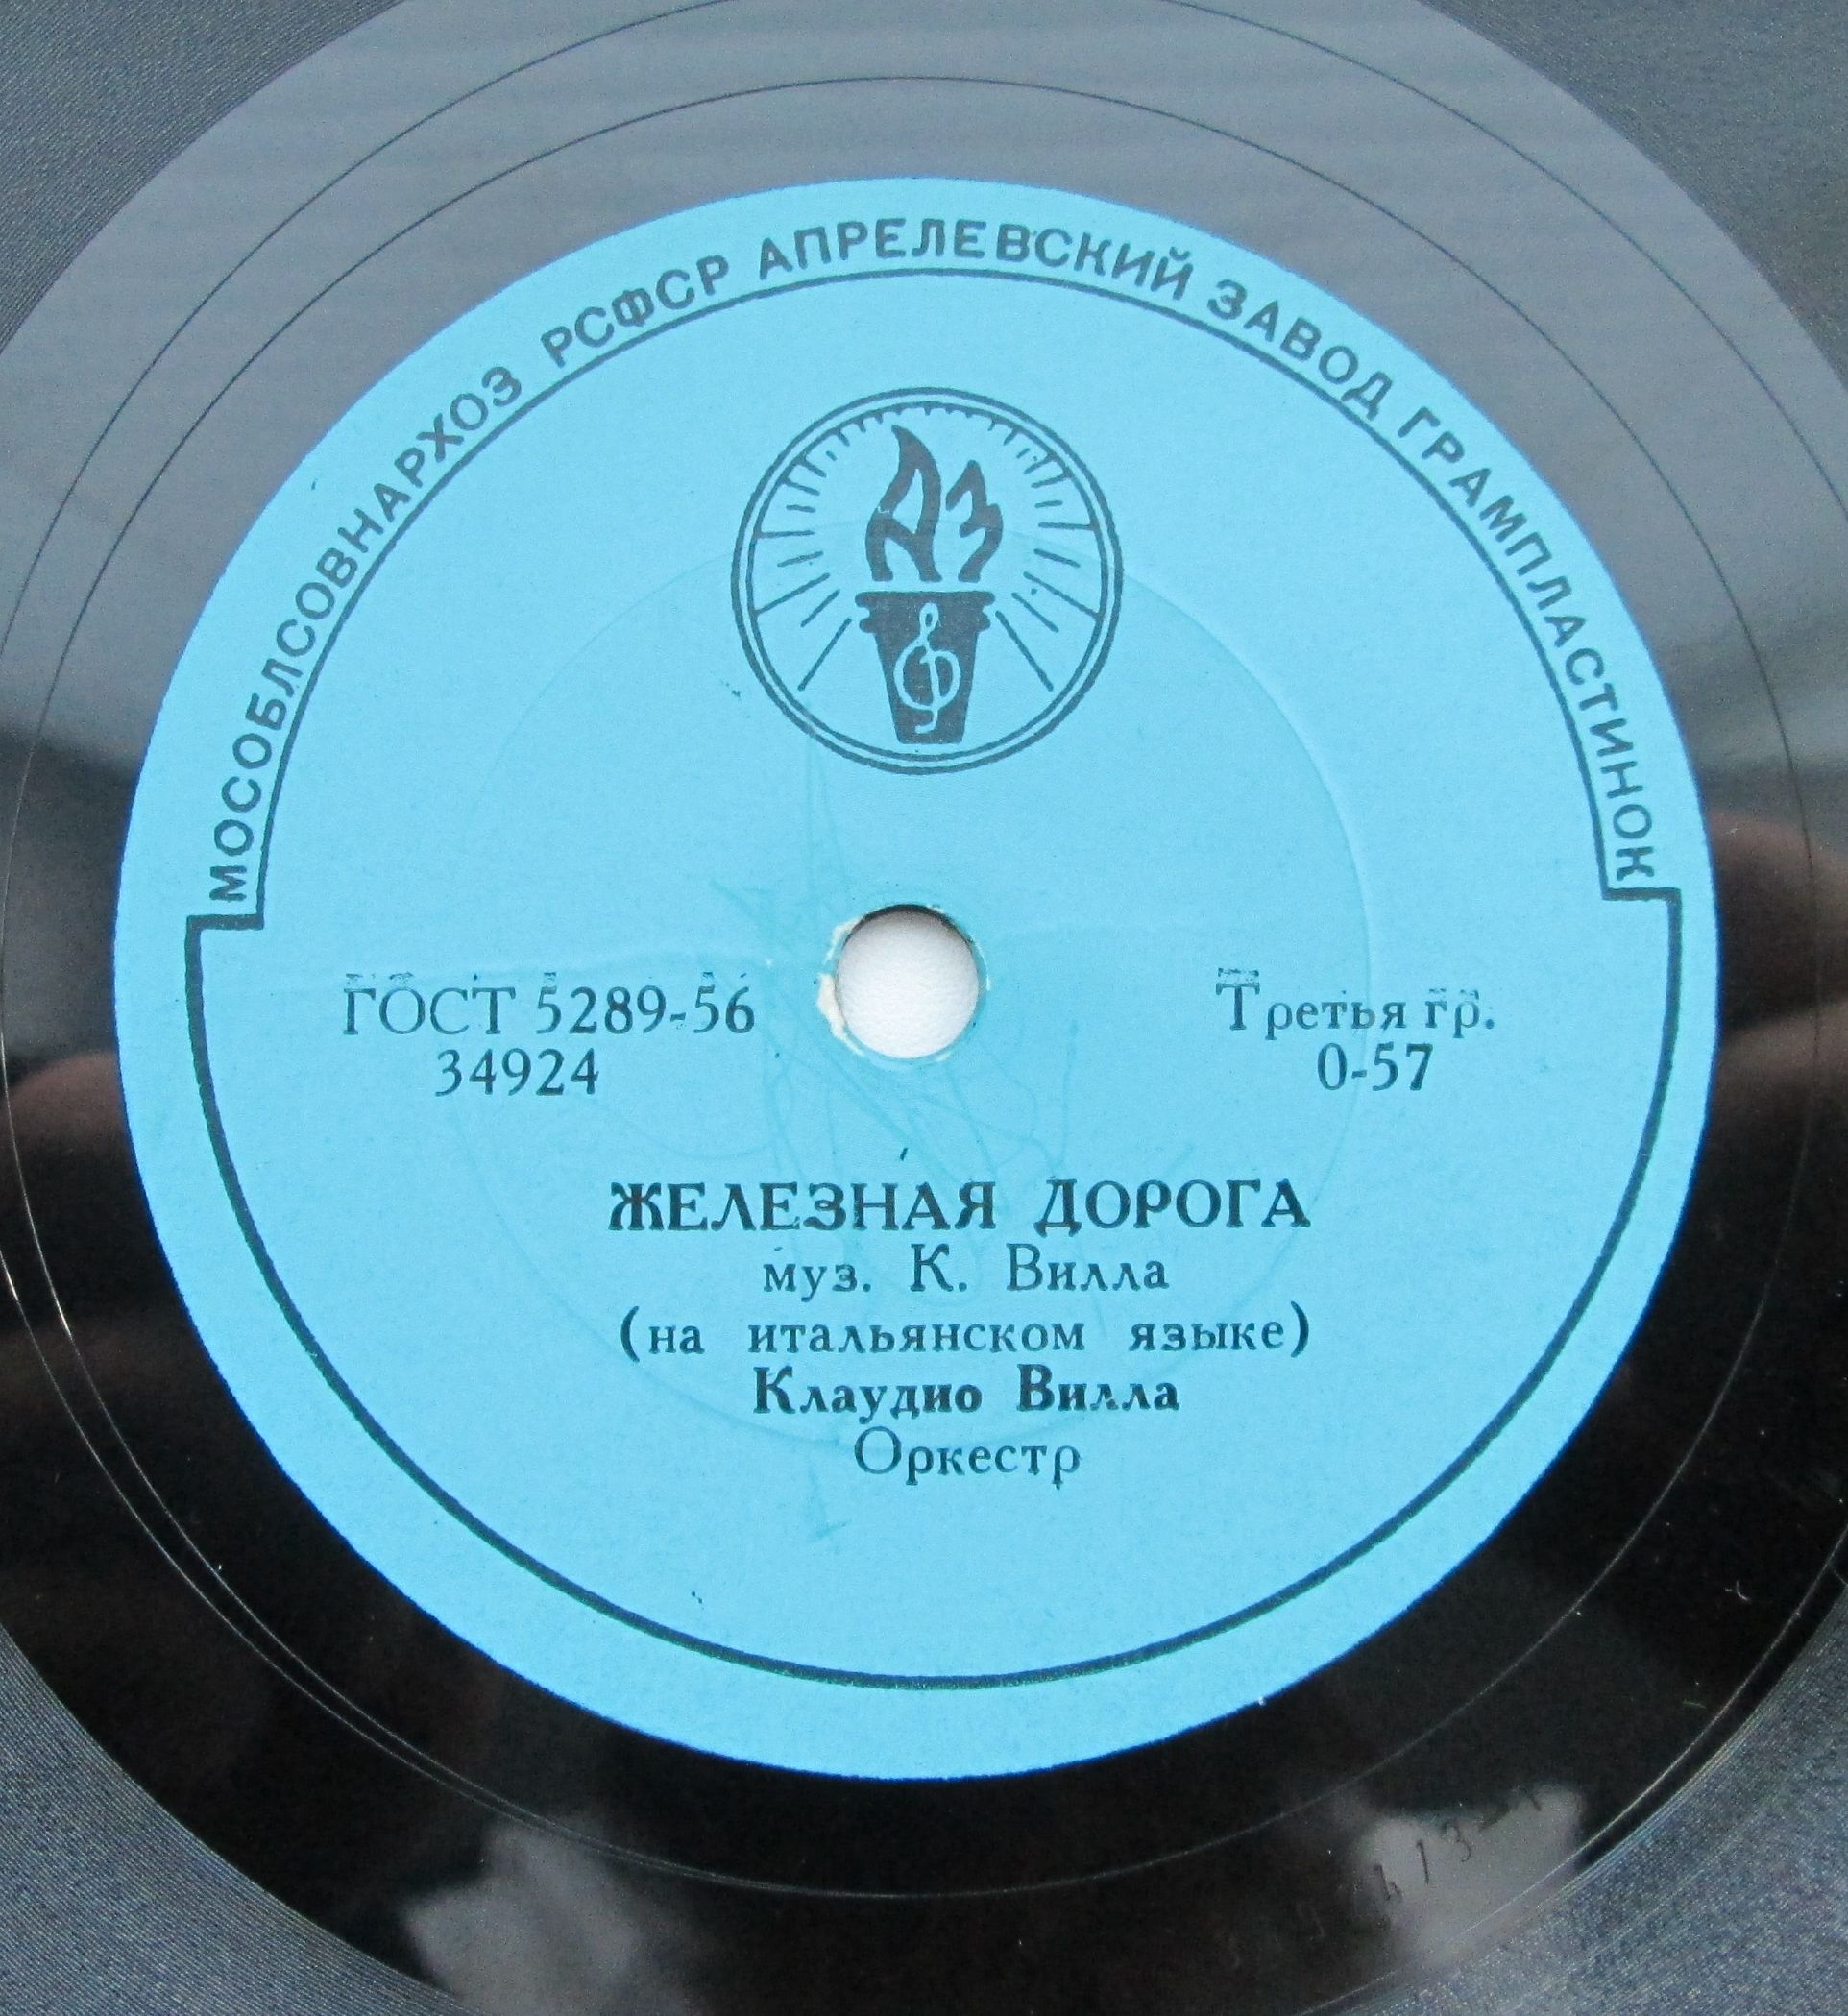 МОСОБЛСОВНАРХОЗ РСФСР АПРЕЛЕВСКИЙ ЗАВОД ГРАМПЛАСТИНОК
АЗ
ГОСТ 5289-56
34924
Третья гр.
0-57
ЖЕЛЕЗНАЯ ДОРОГА
муз. К. Вилла
(на итальянском языке)
Клаудио Вилла
Оркестр